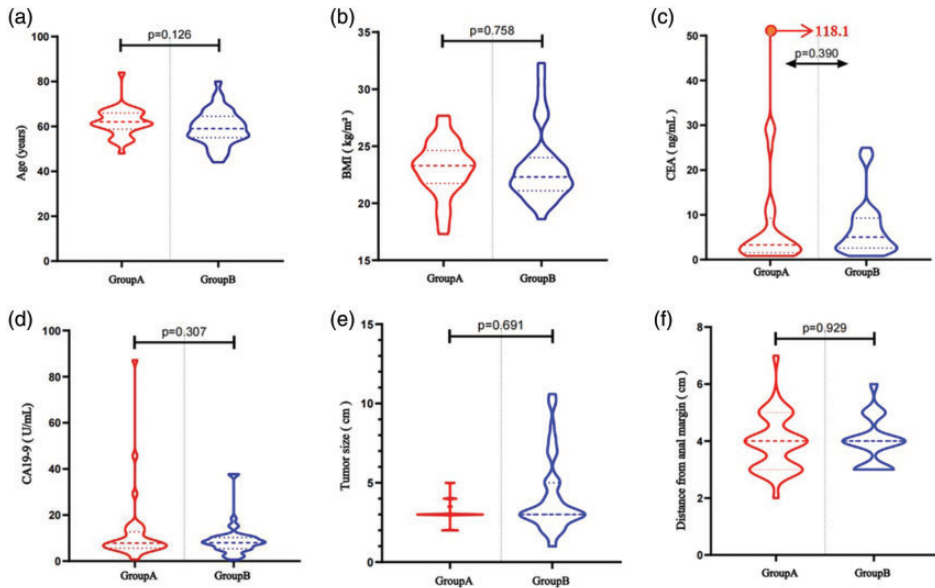 (a)
p=0.126
100
80
60
40
20
0
Age (years)
GroupA GroupB
(b)
p=0.758
35
30
25
20
15
BMI ( kg/m²)
GroupA GroupB
(c)
118.1
p=0.390
50
40
30
20
10
0
CEA ( ng/mL)
GroupA GroupB
(d)
p=0.307
100
80
60
40
20
0
CA19-9 ( U/mL)
GroupA GroupB
(e)
p=0.691
15
10
5
0
Tumor size ( cm)
GroupA GroupB
(f)
p=0.929
8
6
4
2
0
Distance from anal margin ( cm)
GroupA GroupB